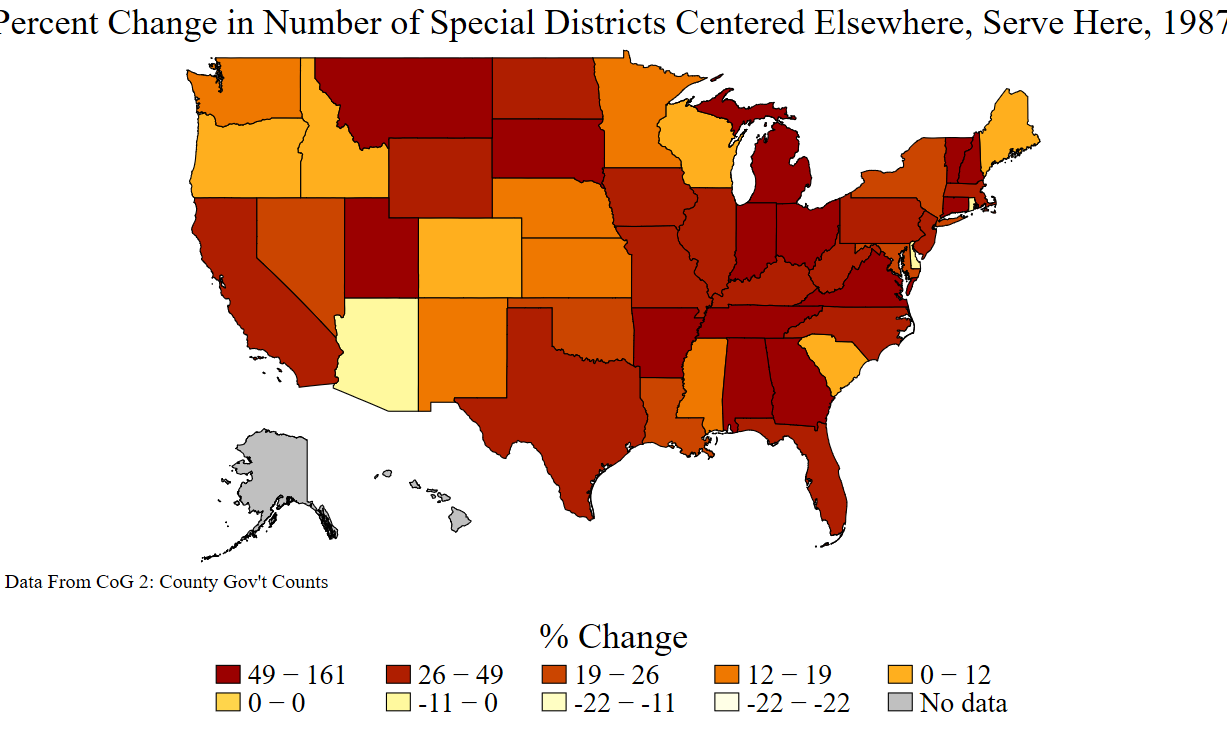 Percent Change in Number of Special Districts Centered Elsewhere, Serve Here, 1987
Data From CoG 2: County Gov't Counts
% Change
49 − 161 26 − 49 19 − 26 12 − 19 0 − 12
0 − 0 -11 − 0 -22 − -11 -22 − -22 No data